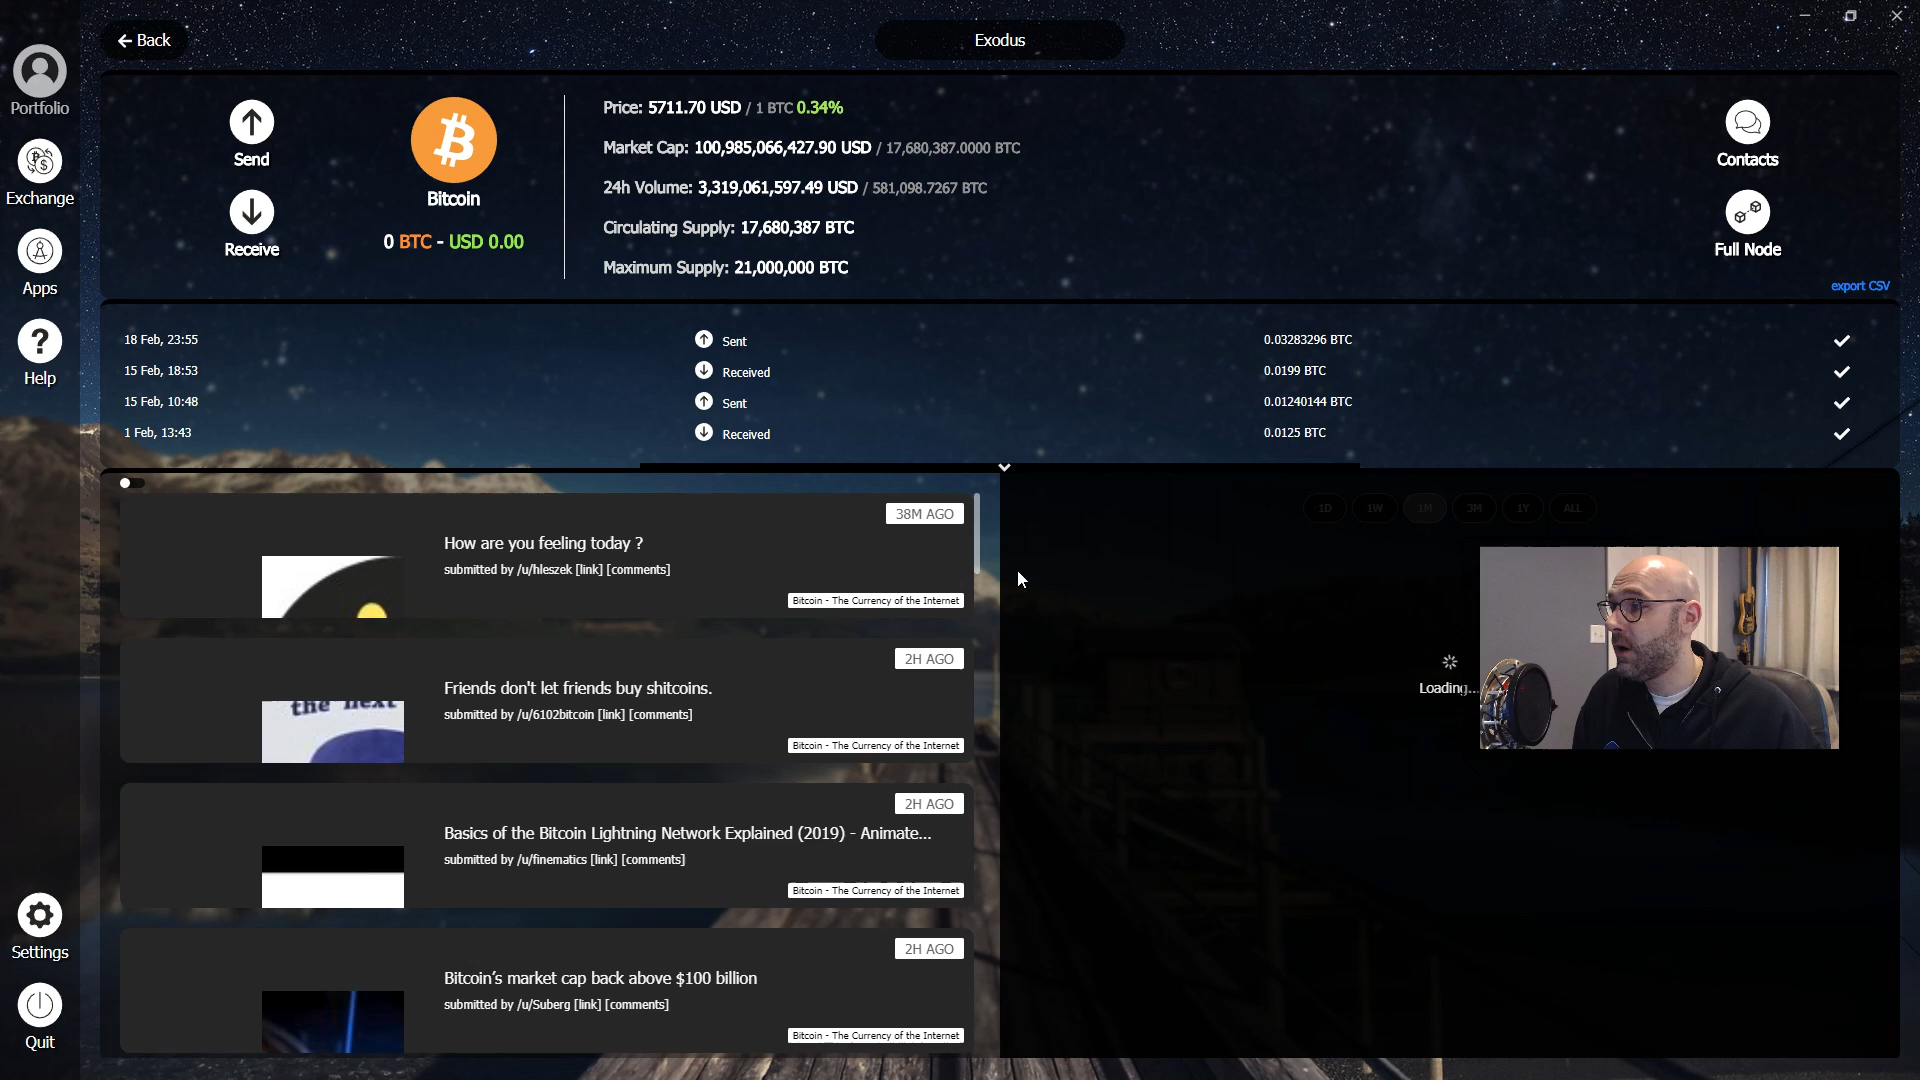 ← Back
Exodus
Portfolio
Exchange
Apps
Help
Settings
Quit
Send
Receive
Bitcoin
0 BTC - USD 0.00
Price: 5711.70 USD / 1 BTC 0.34%
Market Cap: 100,985,066,427.90 USD / 17,680,387.0000 BTC
24h Volume: 3,319,061,597.49 USD / 581,098.7267 BTC
Circulating Supply: 17,680,387 BTC
Maximum Supply: 21,000,000 BTC
Contacts
Full Node
export CSV
18 Feb, 23:55 Sent 0.03283296 BTC
15 Feb, 18:53 Received 0.0199 BTC
15 Feb, 10:48 Sent 0.01240144 BTC
1 Feb, 13:43 Received 0.0125 BTC
38M AGO
How are you feeling today ?
submitted by /u/hleszek [link] [comments]
Bitcoin - The Currency of the Internet
2H AGO
Friends don't let friends buy shitcoins.
the next
submitted by /u/6102bitcoin [link] [comments]
Bitcoin - The Currency of the Internet
2H AGO
Basics of the Bitcoin Lightning Network Explained (2019) - Animate...
submitted by /u/finematics [link] [comments]
Bitcoin - The Currency of the Internet
2H AGO
Bitcoin's market cap back above $100 billion
submitted by /u/Suberg [link] [comments]
Bitcoin - The Currency of the Internet
1D 1W 1M 3M 1Y ALL
Loading...